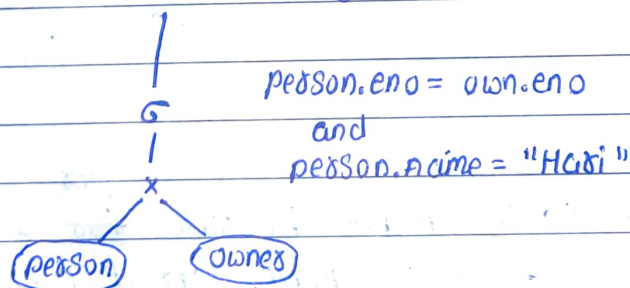 σ person.eno = own.eno
and
person.name = "Hari"
×
person owner